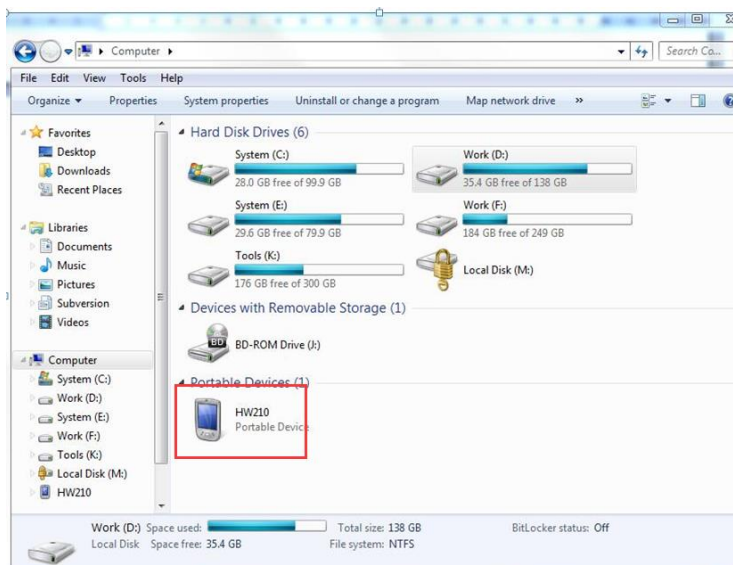 Computer
Search Co...
File Edit View Tools Help
Organize Properties System properties Uninstall or change a program Map network drive »
Favorites
Desktop
Downloads
Recent Places
Libraries
Documents
Music
Pictures
Subversion
Videos
Computer
System (C:)
Work (D:)
System (E:)
Work (F:)
Tools (K:)
Local Disk (M:)
HW210
Hard Disk Drives (6)
System (C:)
28.0 GB free of 99.9 GB
Work (D:)
35.4 GB free of 138 GB
System (E:)
29.6 GB free of 79.9 GB
Work (F:)
184 GB free of 249 GB
Tools (K:)
176 GB free of 300 GB
Local Disk (M:)
Devices with Removable Storage (1)
BD
BD-ROM Drive (J:)
Portable Devices (1)
HW210
Portable Device
Work (D:) Space used: Total size: 138 GB BitLocker status: Off
Local Disk Space free: 35.4 GB File system: NTFS